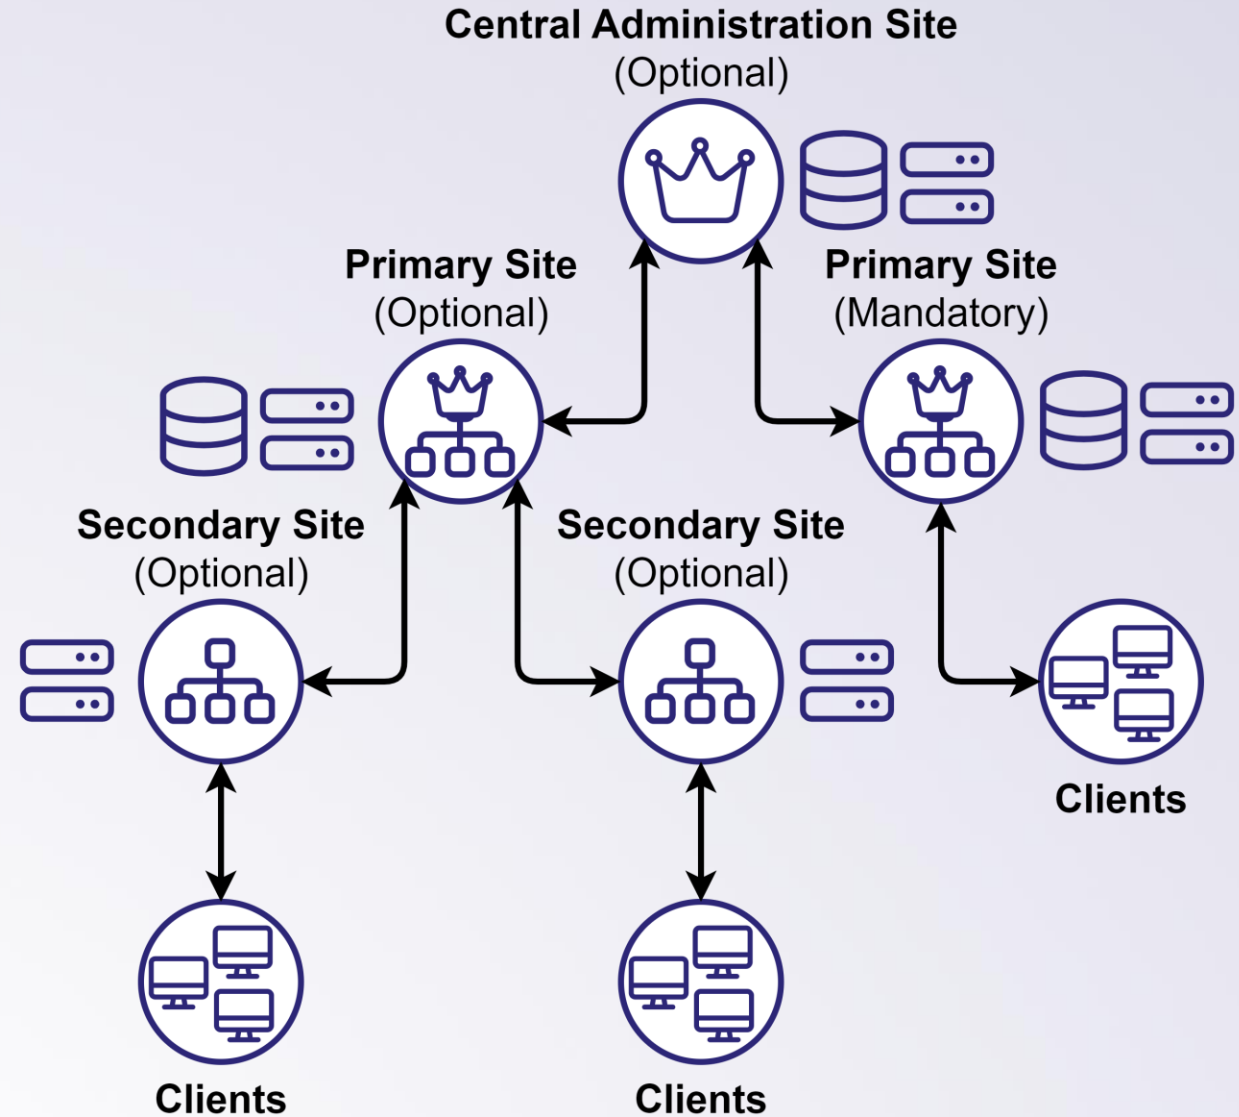 Central Administration Site
(Optional)
Primary Site
(Optional)
Primary Site
(Mandatory)
Secondary Site
(Optional)
Secondary Site
(Optional)
Clients
Clients
Clients